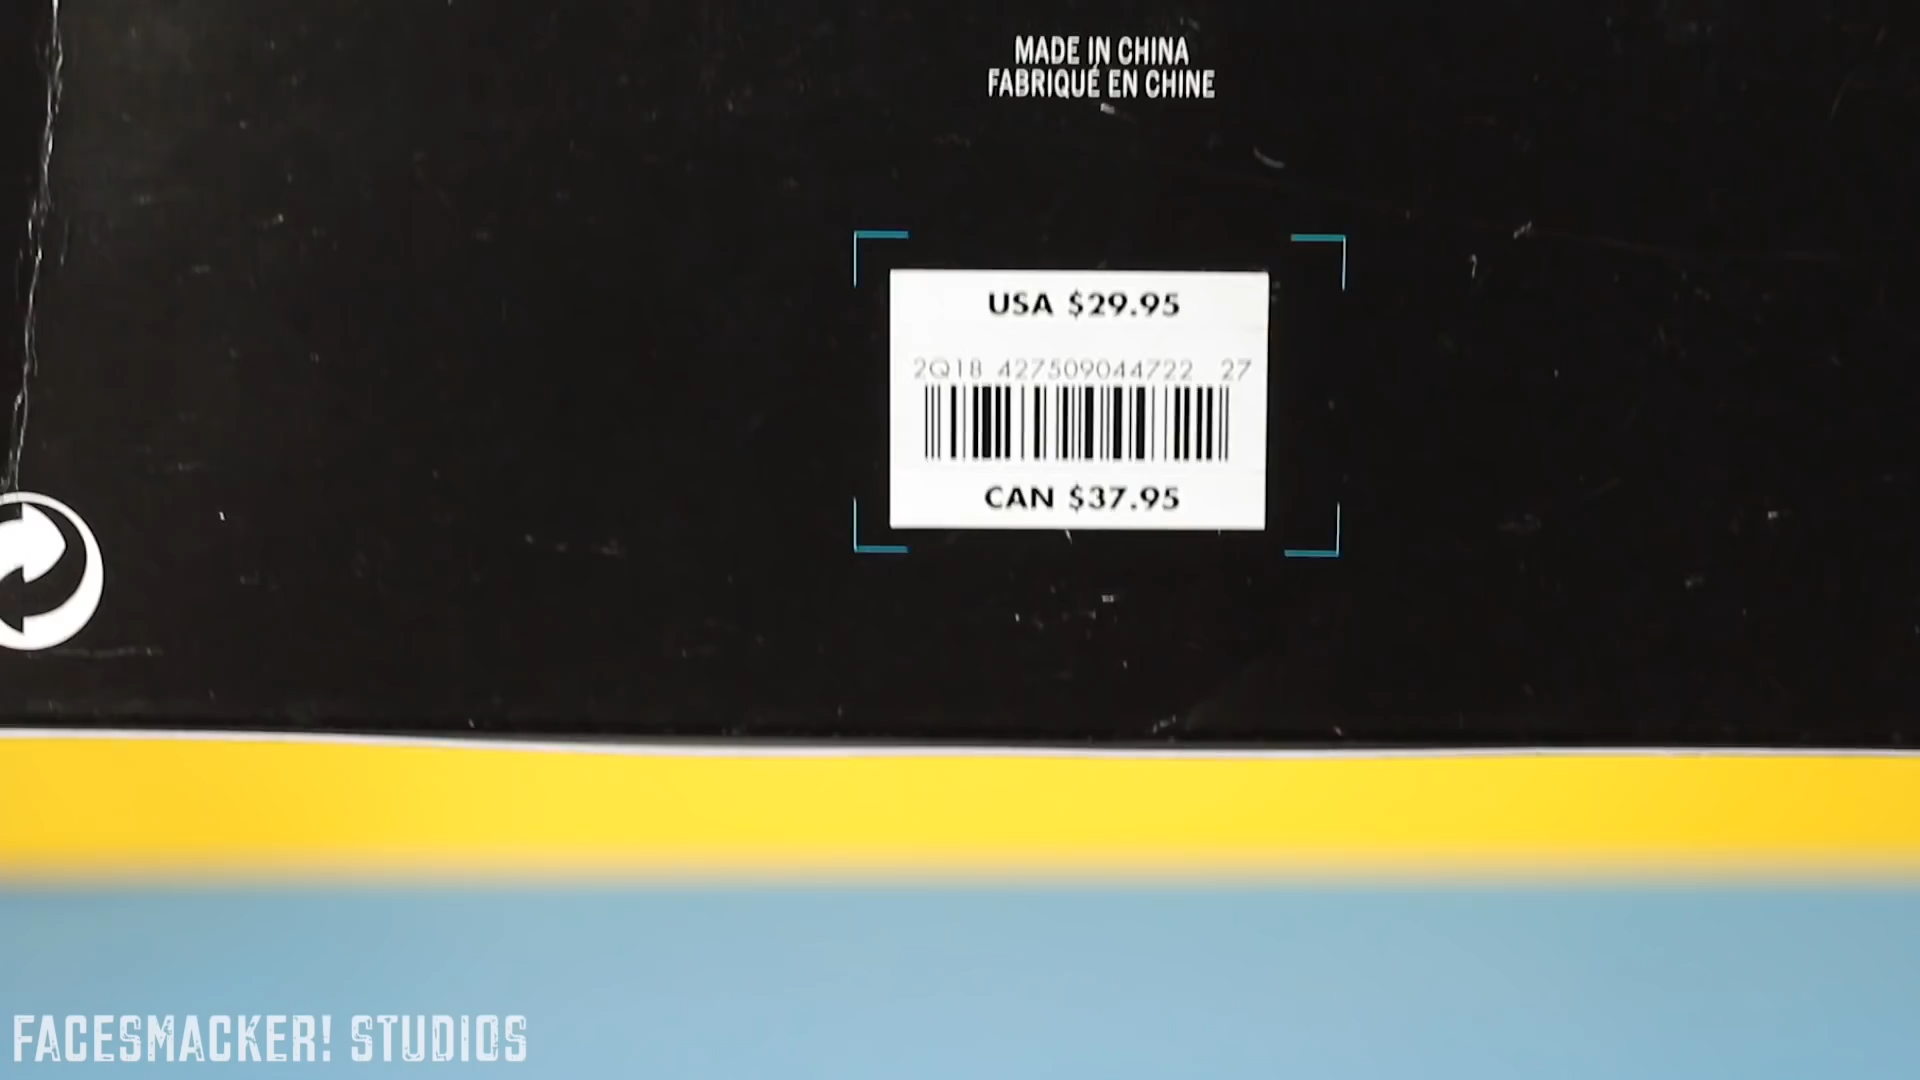 MADE IN CHINA
FABRIQUÉ EN CHINE
USA $29.95
2Q18 427509044722 27
CAN $37.95
FACESMACKER! STUDIOS